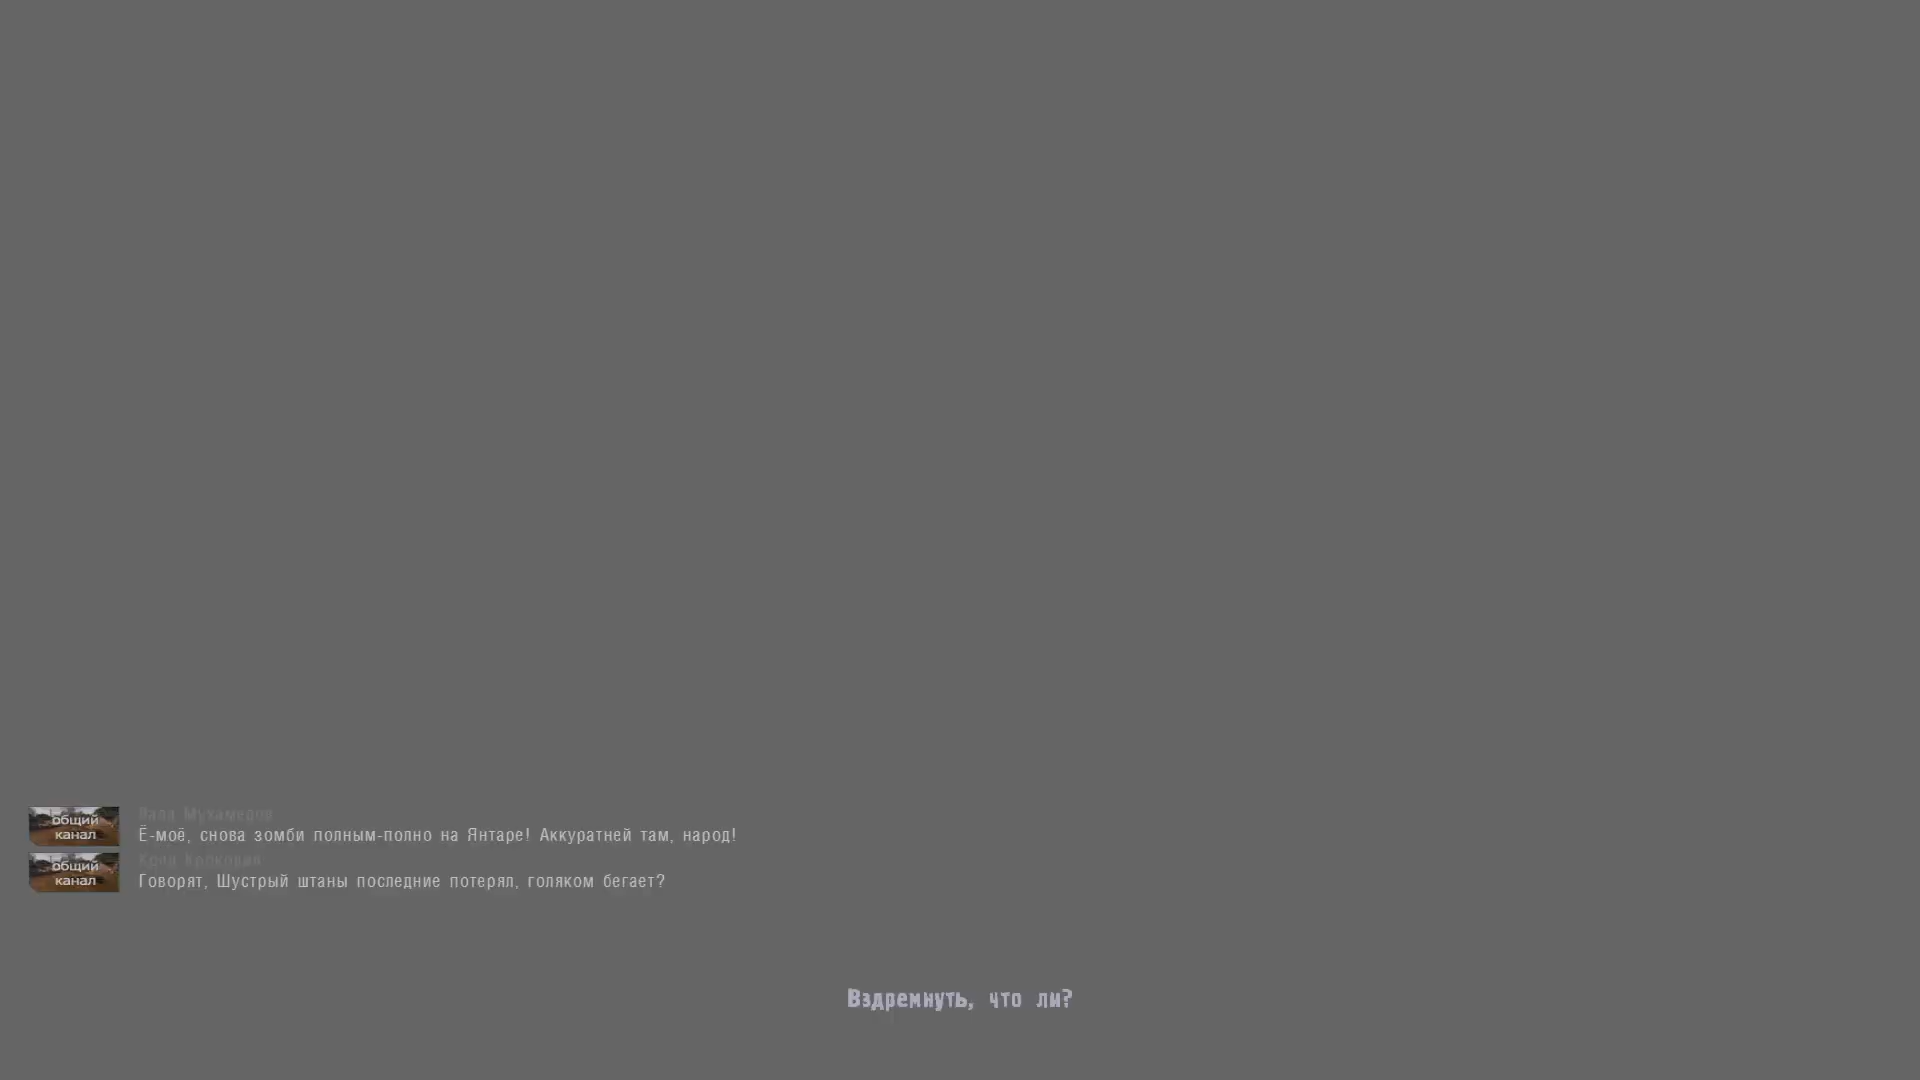 общий
канал
Ё-моё, снова зомби полным-полно на Янтаре! Аккуратней там, народ!
общий
канал
Говорят, Шустрый штаны последние потерял, голяком бегает?
Вздремнуть, что ли?